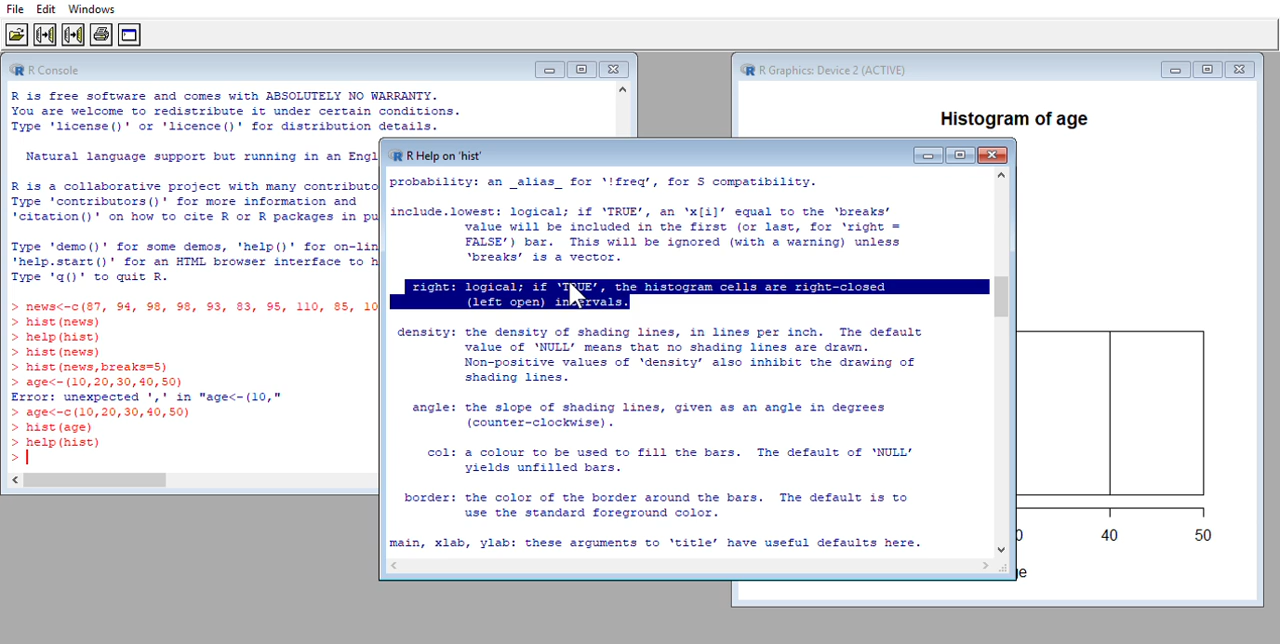 File Edit Windows
R Console
R is free software and comes with ABSOLUTELY NO WARRANTY.
You are welcome to redistribute it under certain conditions.
Type 'license()' or 'licence()' for distribution details.
Natural language support but running in an Engl
R is a collaborative project with many contributo
Type 'contributors()' for more information and
'citation()' on how to cite R or R packages in pu
Type 'demo()' for some demos, 'help()' for on-lin
'help.start()' for an HTML browser interface to h
Type 'q()' to quit R.
> news<-c(87, 94, 98, 98, 93, 83, 95, 110, 85, 10
> hist(news)
> help(hist)
> hist(news)
> hist(news,breaks=5)
> age<-(10,20,30,40,50)
Error: unexpected ',' in "age<-(10,"
> age<-c(10,20,30,40,50)
> hist(age)
> help(hist)
>
R Help on 'hist'
probability: an _alias_ for ‘!freq’, for S compatibility.
include.lowest: logical; if ‘TRUE’, an ‘x[i]’ equal to the ‘breaks’
value will be included in the first (or last, for ‘right =
FALSE’) bar. This will be ignored (with a warning) unless
‘breaks’ is a vector.
right: logical; if ‘TRUE’, the histogram cells are right-closed
(left open) intervals.
density: the density of shading lines, in lines per inch. The default
value of ‘NULL’ means that no shading lines are drawn.
Non-positive values of ‘density’ also inhibit the drawing of
shading lines.
angle: the slope of shading lines, given as an angle in degrees
(counter-clockwise).
col: a colour to be used to fill the bars. The default of ‘NULL’
yields unfilled bars.
border: the color of the border around the bars. The default is to
use the standard foreground color.
main, xlab, ylab: these arguments to ‘title’ have useful defaults here.
R Graphics: Device 2 (ACTIVE)
Histogram of age
0 40 50
ge